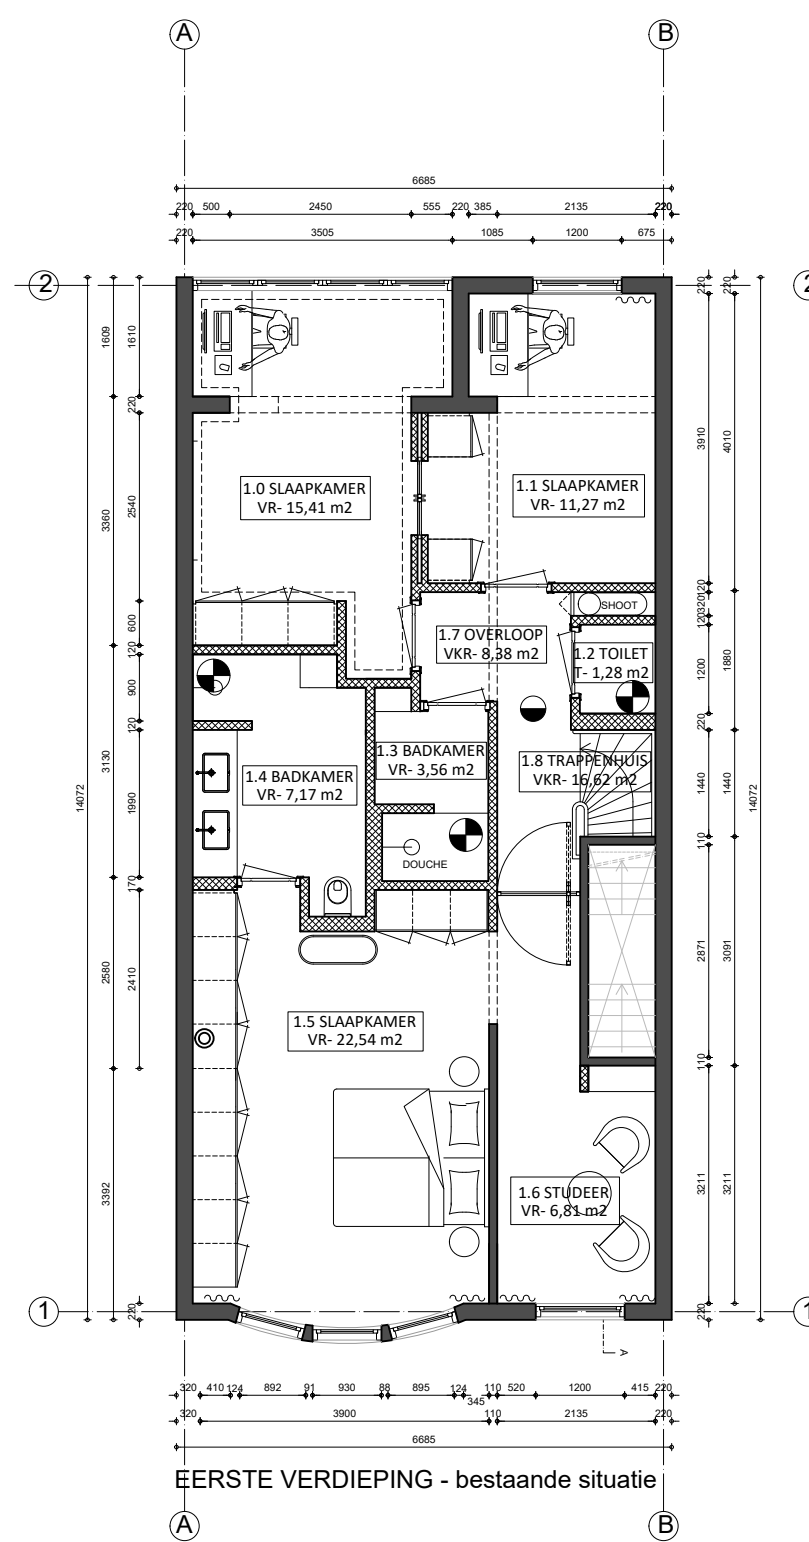 A
B
6685
220 500 2450 555 220 385 2135 220
220 3505 1085 1200 675
2
2
1609
1610
220
220
220
3360
2540
3910
4010
1.0 SLAAPKAMER
VR- 15,41 m2
1.1 SLAAPKAMER
VR- 11,27 m2
600
120
120
320
120
SHOOT
1.7 OVERLOOP
VKR- 8,38 m2
1.2 TOILET
T- 1,28 m2
900
120
1200
1880
220
14072
3130
1990
1.4 BADKAMER
VR- 7,17 m2
1.3 BADKAMER
VR- 3,56 m2
1.8 TRAPPENHUIS
VKR- 16,62 m2
1440
1440
14072
DOUCHE
170
110
2580
2410
2871
3091
1.5 SLAAPKAMER
VR- 22,54 m2
110
3392
3211
3211
1.6 STUDEER
VR- 6,81 m2
1
220
220
1
A
320 410 124 892 91 930 88 895 124 345 110 520 1200 415 220
320 3900 110 2135 220
6685
EERSTE VERDIEPING - bestaande situatie
A
B